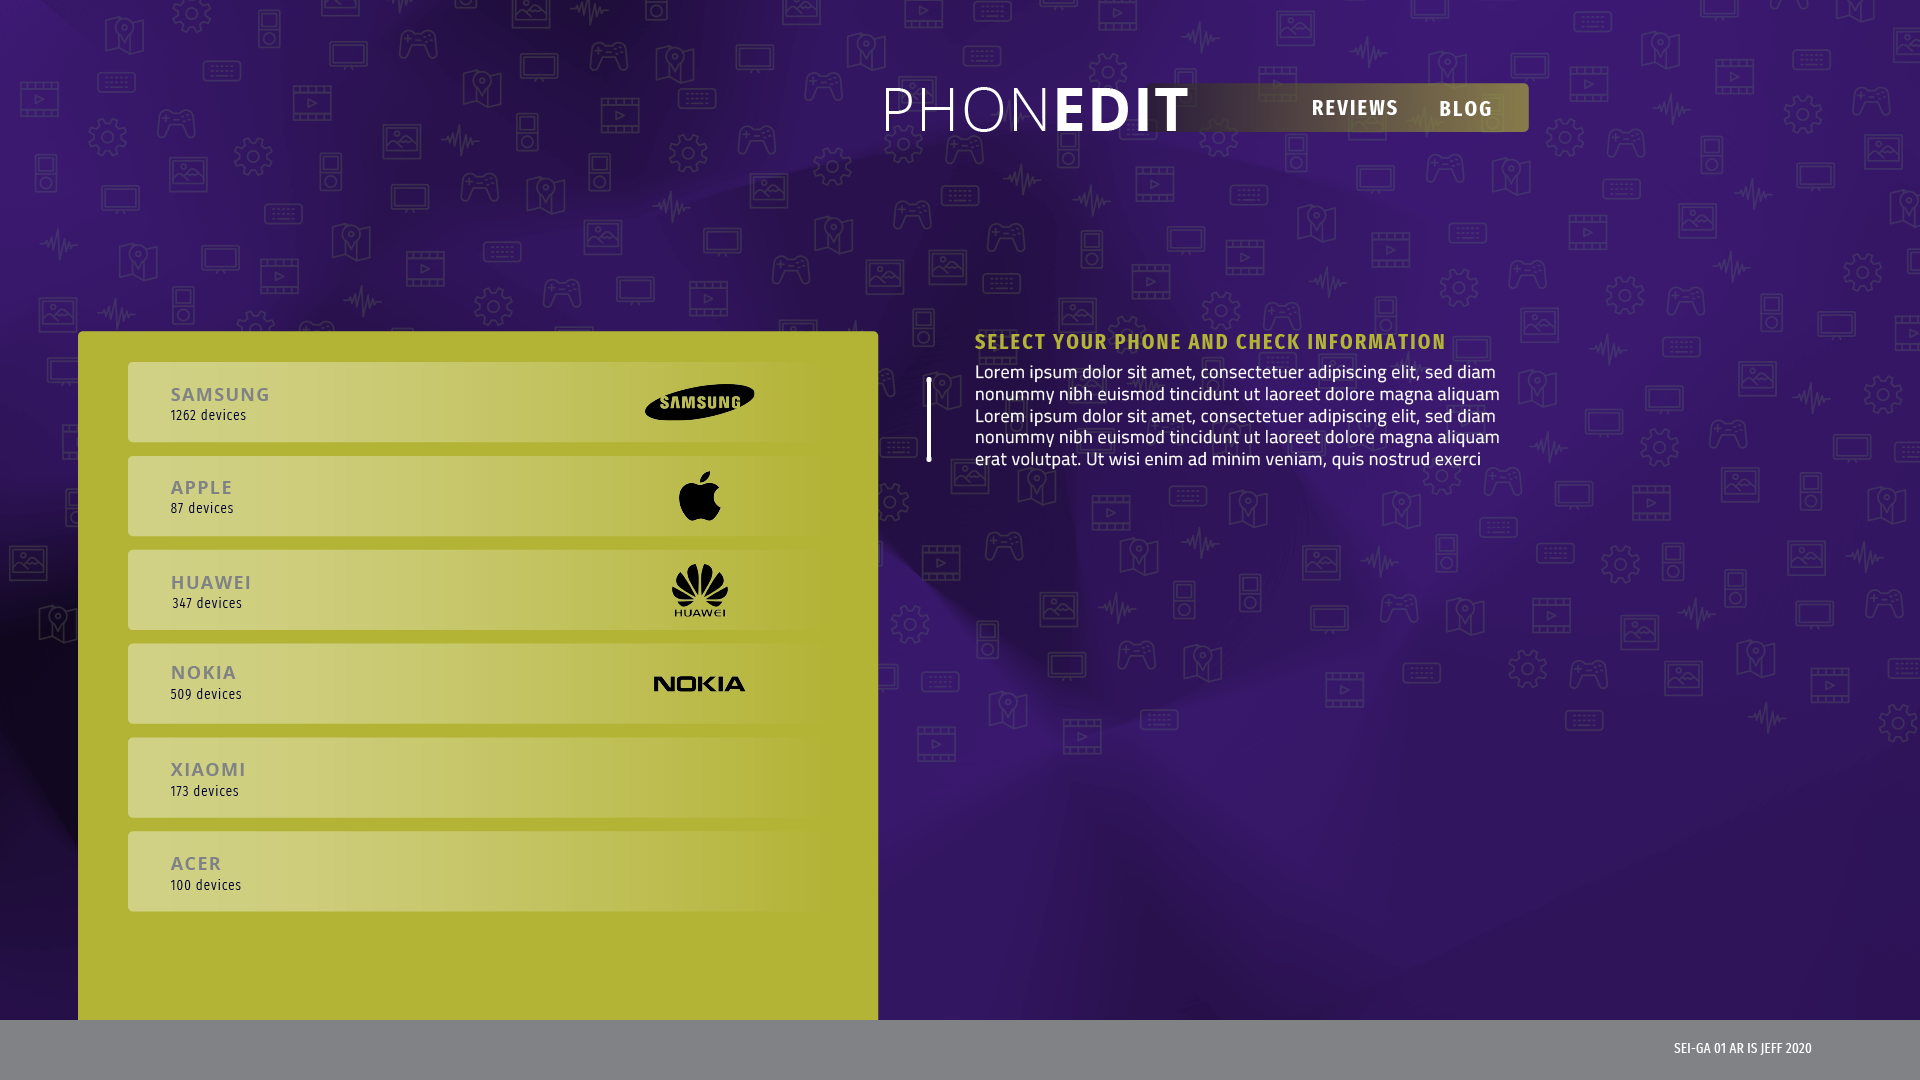 PHONEDIT
REVIEWS BLOG
SAMSUNG
1262 devices
SAMSUNG
APPLE
87 devices
HUAWEI
347 devices
HUAWEI
NOKIA
509 devices
NOKIA
XIAOMI
173 devices
ACER
100 devices
SELECT YOUR PHONE AND CHECK INFORMATION
Lorem ipsum dolor sit amet, consectetuer adipiscing elit, sed diam
nonummy nibh euismod tincidunt ut laoreet dolore magna aliquam
Lorem ipsum dolor sit amet, consectetuer adipiscing elit, sed diam
nonummy nibh euismod tincidunt ut laoreet dolore magna aliquam
erat volutpat. Ut wisi enim ad minim veniam, quis nostrud exerci
SEI-GA 01 AR IS JEFF 2020